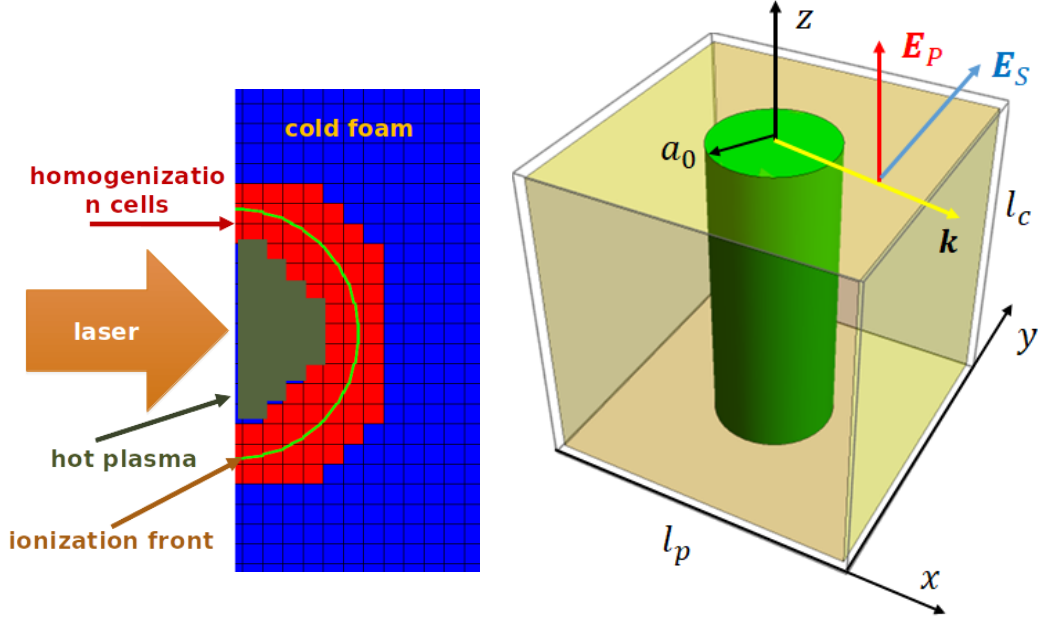 cold foam
homogenizatio
n cells
laser
hot plasma
ionization front
z
E_P
E_S
a_0
l_c
k
y
l_p
x